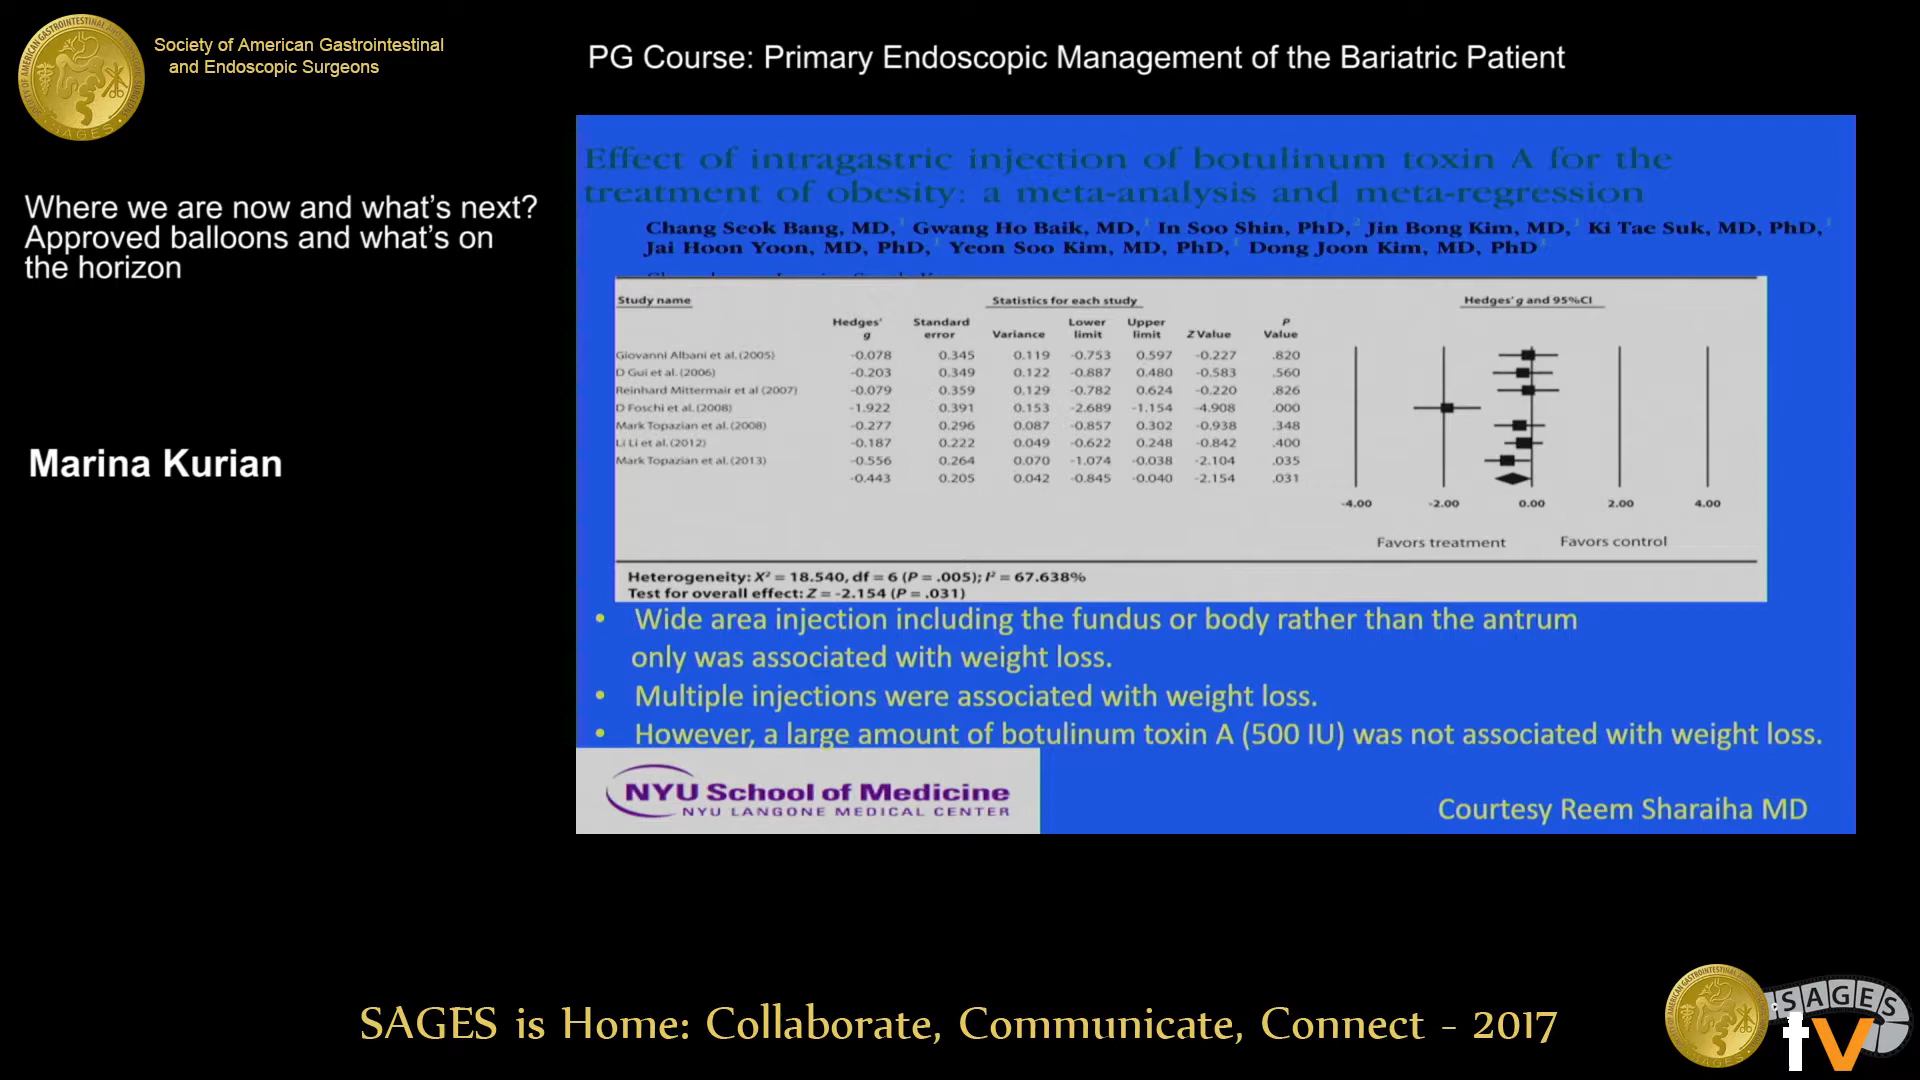 Society of American Gastrointestinal
and Endoscopic Surgeons
PG Course: Primary Endoscopic Management of the Bariatric Patient
Where we are now and what's next?
Approved balloons and what's on
the horizon
Marina Kurian
Effect of intragastric injection of botulinum toxin A for the
treatment of obesity: a meta-analysis and meta-regression
Chang Seok Bang, MD,1 Gwang Ho Baik, MD,1 In Soo Shin, PhD,2 Jin Bong Kim, MD,1 Ki Tae Suk, MD, PhD,1
Jai Hoon Yoon, MD, PhD,1 Yeon Soo Kim, MD, PhD,1 Dong Joon Kim, MD, PhD1
Study name Statistics for each study Hedges' g and 95%CI
Hedges' g Standard error Variance Lower limit Upper limit Z Value P Value
Giovanni Albani et al. (2005) -0.078 0.345 0.119 -0.753 0.597 -0.227 .820
D Gui et al. (2006) -0.203 0.349 0.122 -0.887 0.480 -0.583 .560
Reinhard Mittermair et al (2007) -0.079 0.359 0.129 -0.782 0.624 -0.220 .826
D Foschi et al. (2008) -1.922 0.391 0.153 -2.689 -1.154 -4.908 .000
Mark Topazian et al. (2008) -0.277 0.296 0.087 -0.857 0.302 -0.938 .348
Li Li et al. (2012) -0.187 0.222 0.049 -0.622 0.248 -0.842 .400
Mark Topazian et al. (2013) -0.556 0.264 0.070 -1.074 -0.038 -2.104 .035
-0.443 0.205 0.042 -0.845 -0.040 -2.154 .031
-4.00 -2.00 0.00 2.00 4.00
Favors treatment Favors control
Heterogeneity: X² = 18.540, df = 6 (P = .005); I² = 67.638%
Test for overall effect: Z = -2.154 (P = .031)
• Wide area injection including the fundus or body rather than the antrum
only was associated with weight loss.
• Multiple injections were associated with weight loss.
• However, a large amount of botulinum toxin A (500 IU) was not associated with weight loss.
NYU School of Medicine
NYU LANGONE MEDICAL CENTER
Courtesy Reem Sharaiha MD
SAGES is Home: Collaborate, Communicate, Connect - 2017
SAGES
tv